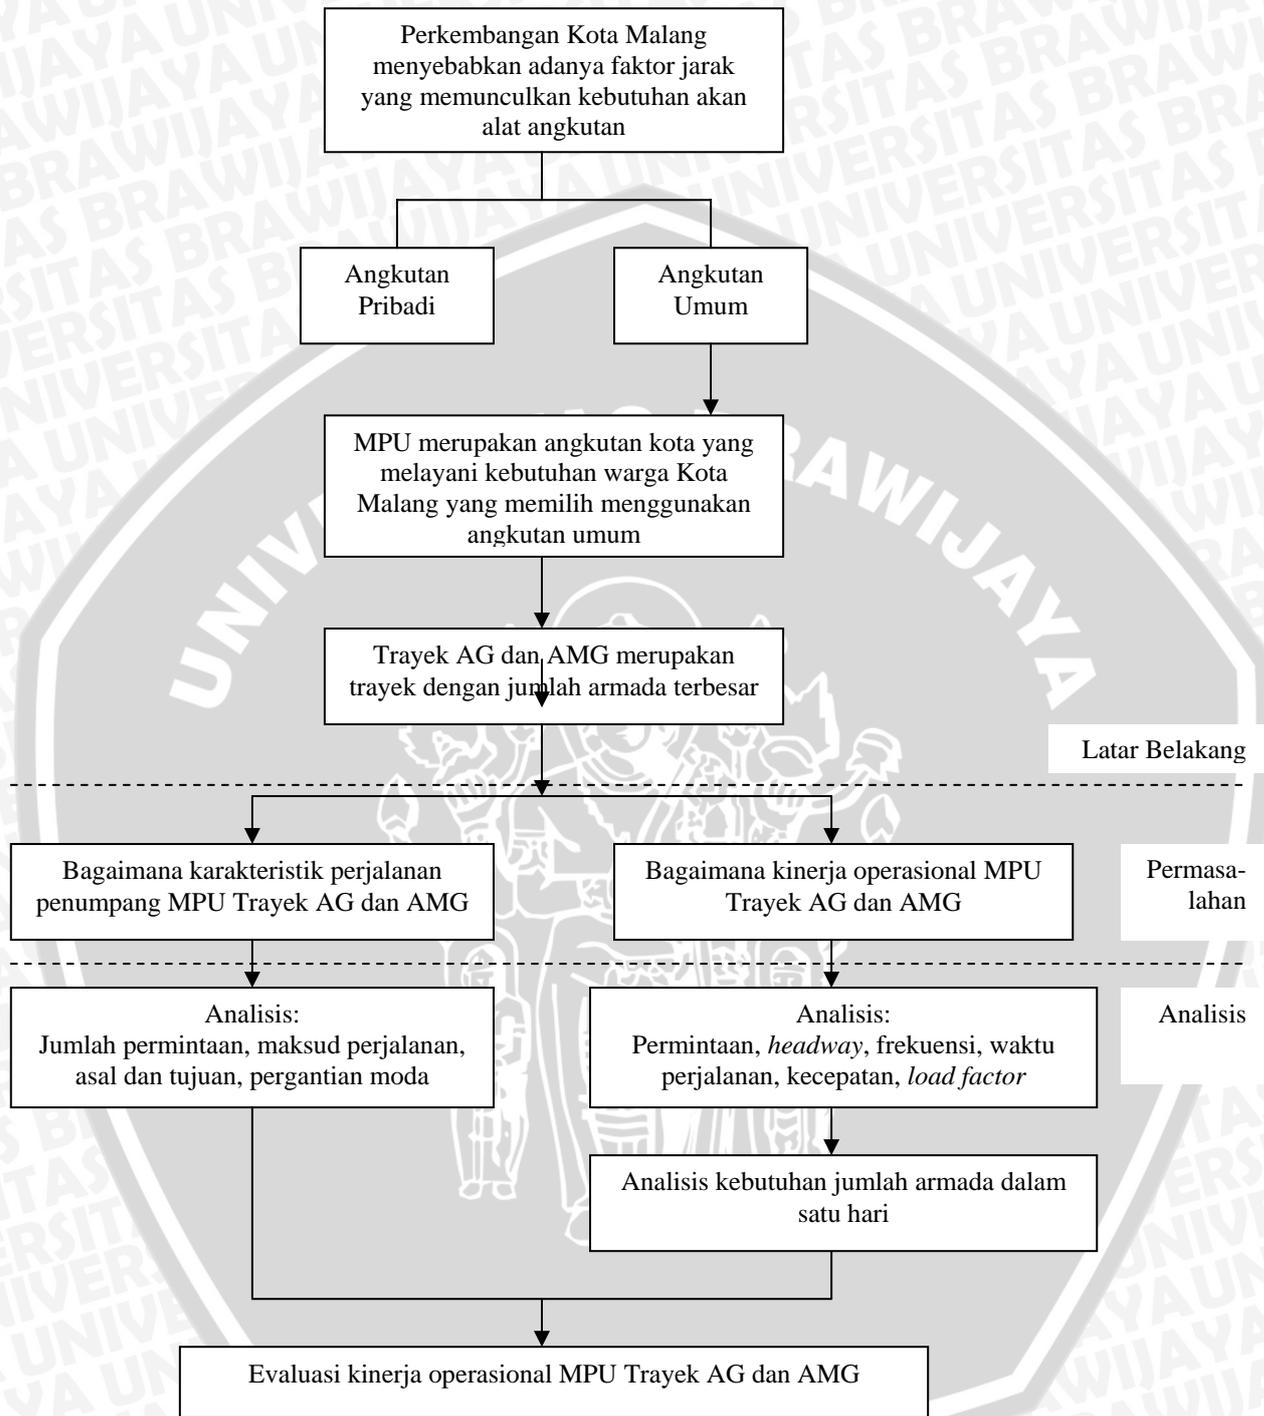 Perkembangan Kota Malang
menyebabkan adanya faktor jarak
yang memunculkan kebutuhan akan
alat angkutan
Angkutan
Pribadi
Angkutan
Umum
MPU merupakan angkutan kota yang
melayani kebutuhan warga Kota
Malang yang memilih menggunakan
angkutan umum
Trayek AG dan AMG merupakan
trayek dengan jumlah armada terbesar
Latar Belakang
Bagaimana karakteristik perjalanan
penumpang MPU Trayek AG dan AMG
Bagaimana kinerja operasional MPU
Trayek AG dan AMG
Permasa-
lahan
Analisis:
Jumlah permintaan, maksud perjalanan,
asal dan tujuan, pergantian moda
Analisis:
Permintaan, headway, frekuensi, waktu
perjalanan, kecepatan, load factor
Analisis
Analisis kebutuhan jumlah armada dalam
satu hari
Evaluasi kinerja operasional MPU Trayek AG dan AMG